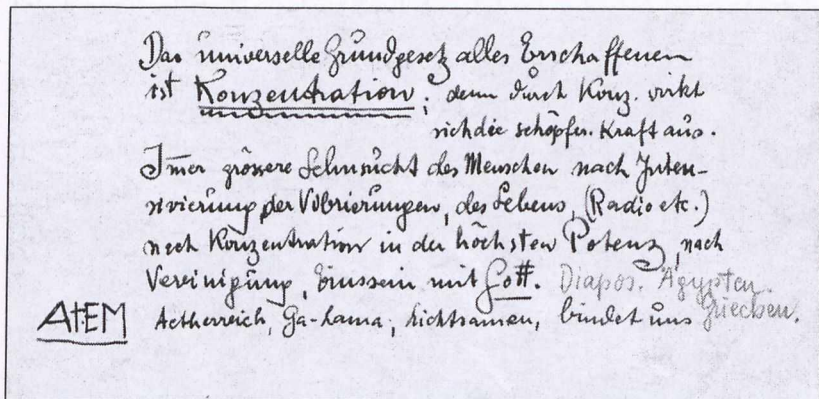 Das universelle Grundgesetz alles Erschaffenen
ist Konzentration; denn durch Konz. wirkt
sich die schöpfer. Kraft aus.
Immer grössere Sehnsucht des Menschen nach Inten-
sivierung der Vibrierungen, des Lebens, (Radio etc.)
nach Konzentration in der höchsten Potenz, nach
Vereinigung, Einssein mit Gott. Diapos. Ägypten.
Griechen.
AtEM Aetherreich, Ga-Lama, Lichtsamen, bindet uns